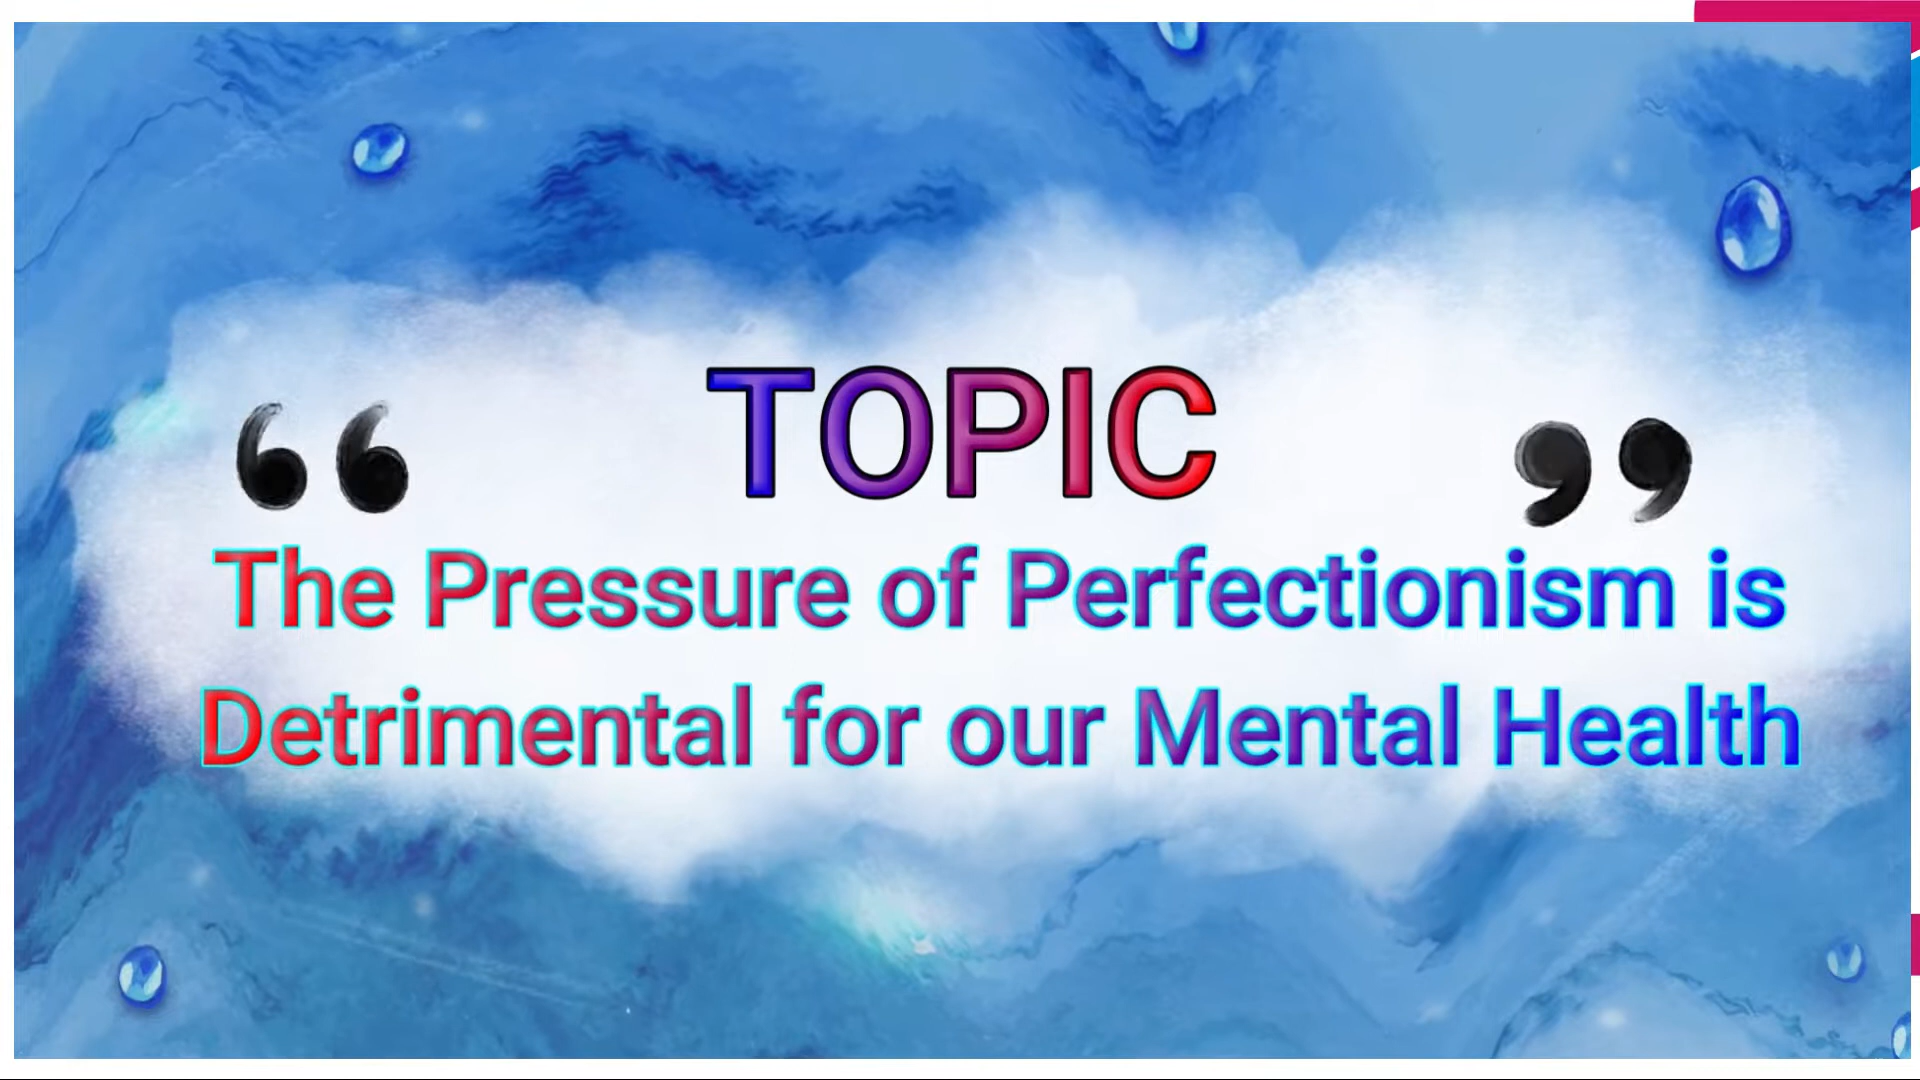 TOPIC
“ ”
The Pressure of Perfectionism is
Detrimental for our Mental Health